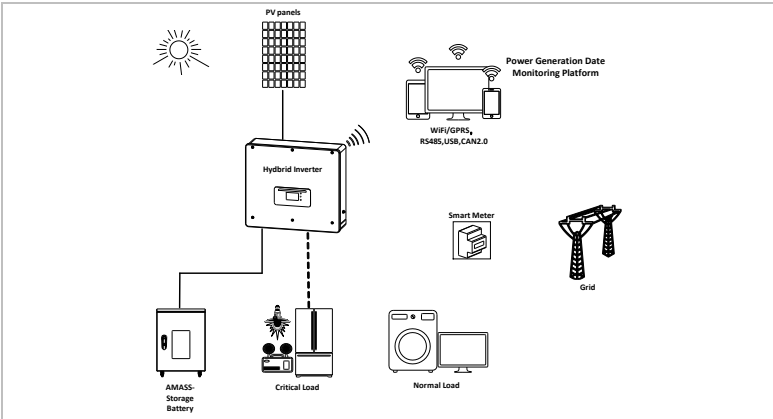 PV panels
Power Generation Date
Monitoring Platform
WiFi/GPRS,
RS485,USB,CAN2.0
Hydbrid Inverter
Smart Meter
Grid
AMASS-
Storage
Battery
Critical Load
Normal Load